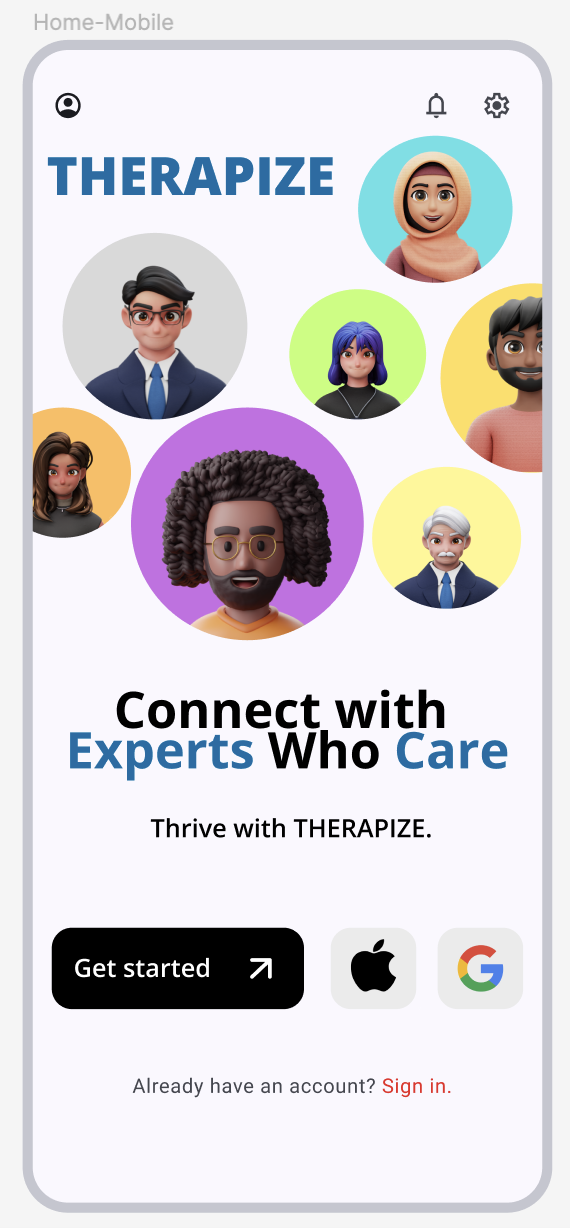 Home-Mobile
THERAPIZE
Connect with
Experts Who Care
Thrive with THERAPIZE.
Get started
Already have an account? Sign in.